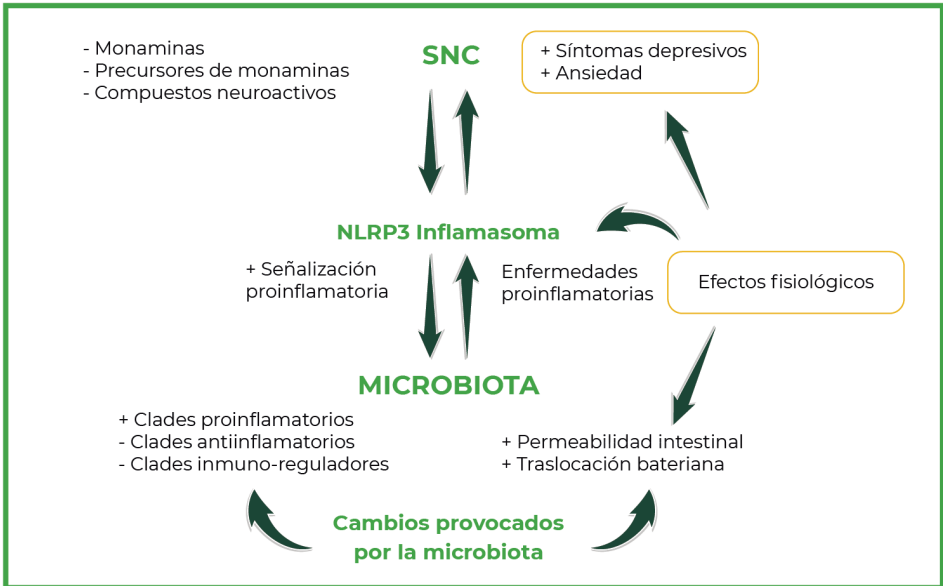 - Monaminas
- Precursores de monaminas
- Compuestos neuroactivos
SNC
+ Síntomas depresivos
+ Ansiedad
NLRP3 Inflamasoma
+ Señalización
proinflamatoria
Enfermedades
proinflamatorias
Efectos fisiológicos
MICROBIOTA
+ Clades proinflamatorios
- Clades antiinflamatorios
- Clades inmuno-reguladores
+ Permeabilidad intestinal
+ Traslocación bateriana
Cambios provocados
por la microbiota